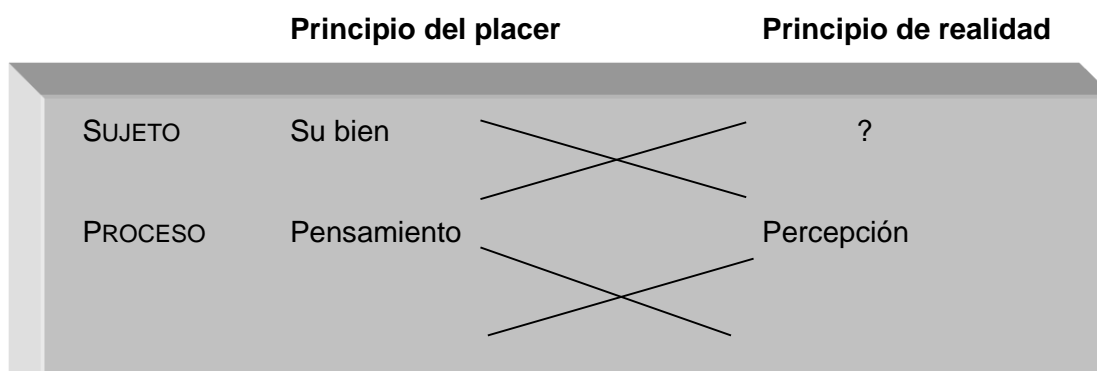 Principio del placer Principio de realidad
SUJETO Su bien ?
PROCESO Pensamiento Percepción